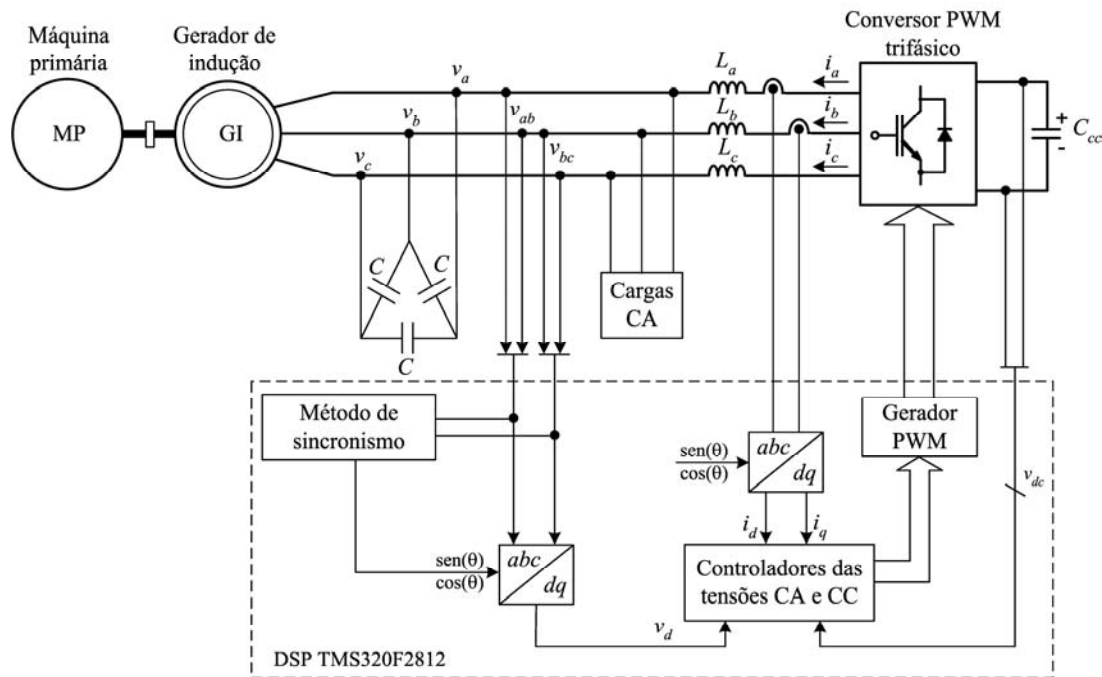 Máquina
primária
Gerador de
indução
Conversor PWM
trifásico
MP
GI
v_a
v_b
v_ab
v_c
v_bc
L_a
L_b
L_c
i_a
i_b
i_c
+
-
C_cc
C
C
C
Cargas
CA
Método de
sincronismo
sen(θ)
cos(θ)
abc
dq
Gerador
PWM
v_dc
i_d
i_q
sen(θ)
cos(θ)
abc
dq
Controladores das
tensões CA e CC
v_d
DSP TMS320F2812